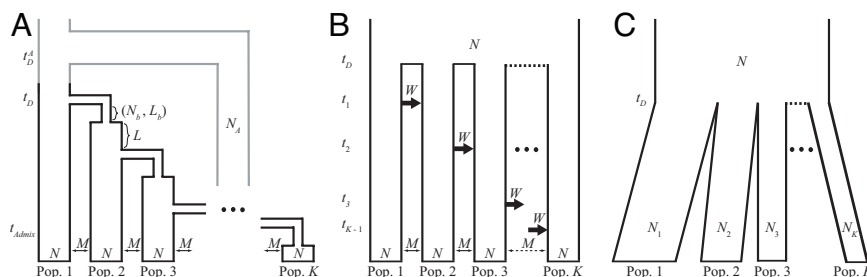 A
t_D^A
t_D
(N_b, L_b)
L
N_A
t_Admix
M M M M
N N N N
Pop. 1 Pop. 2 Pop. 3 Pop. K
B
N
t_D
t_1
W
W
t_2
W
t_3
W
t_K-1
M M M
N N N N
Pop. 1 Pop. 2 Pop. 3 Pop. K
C
N
t_D
N_1 N_2 N_3 N_K
Pop. 1 Pop. 2 Pop. 3